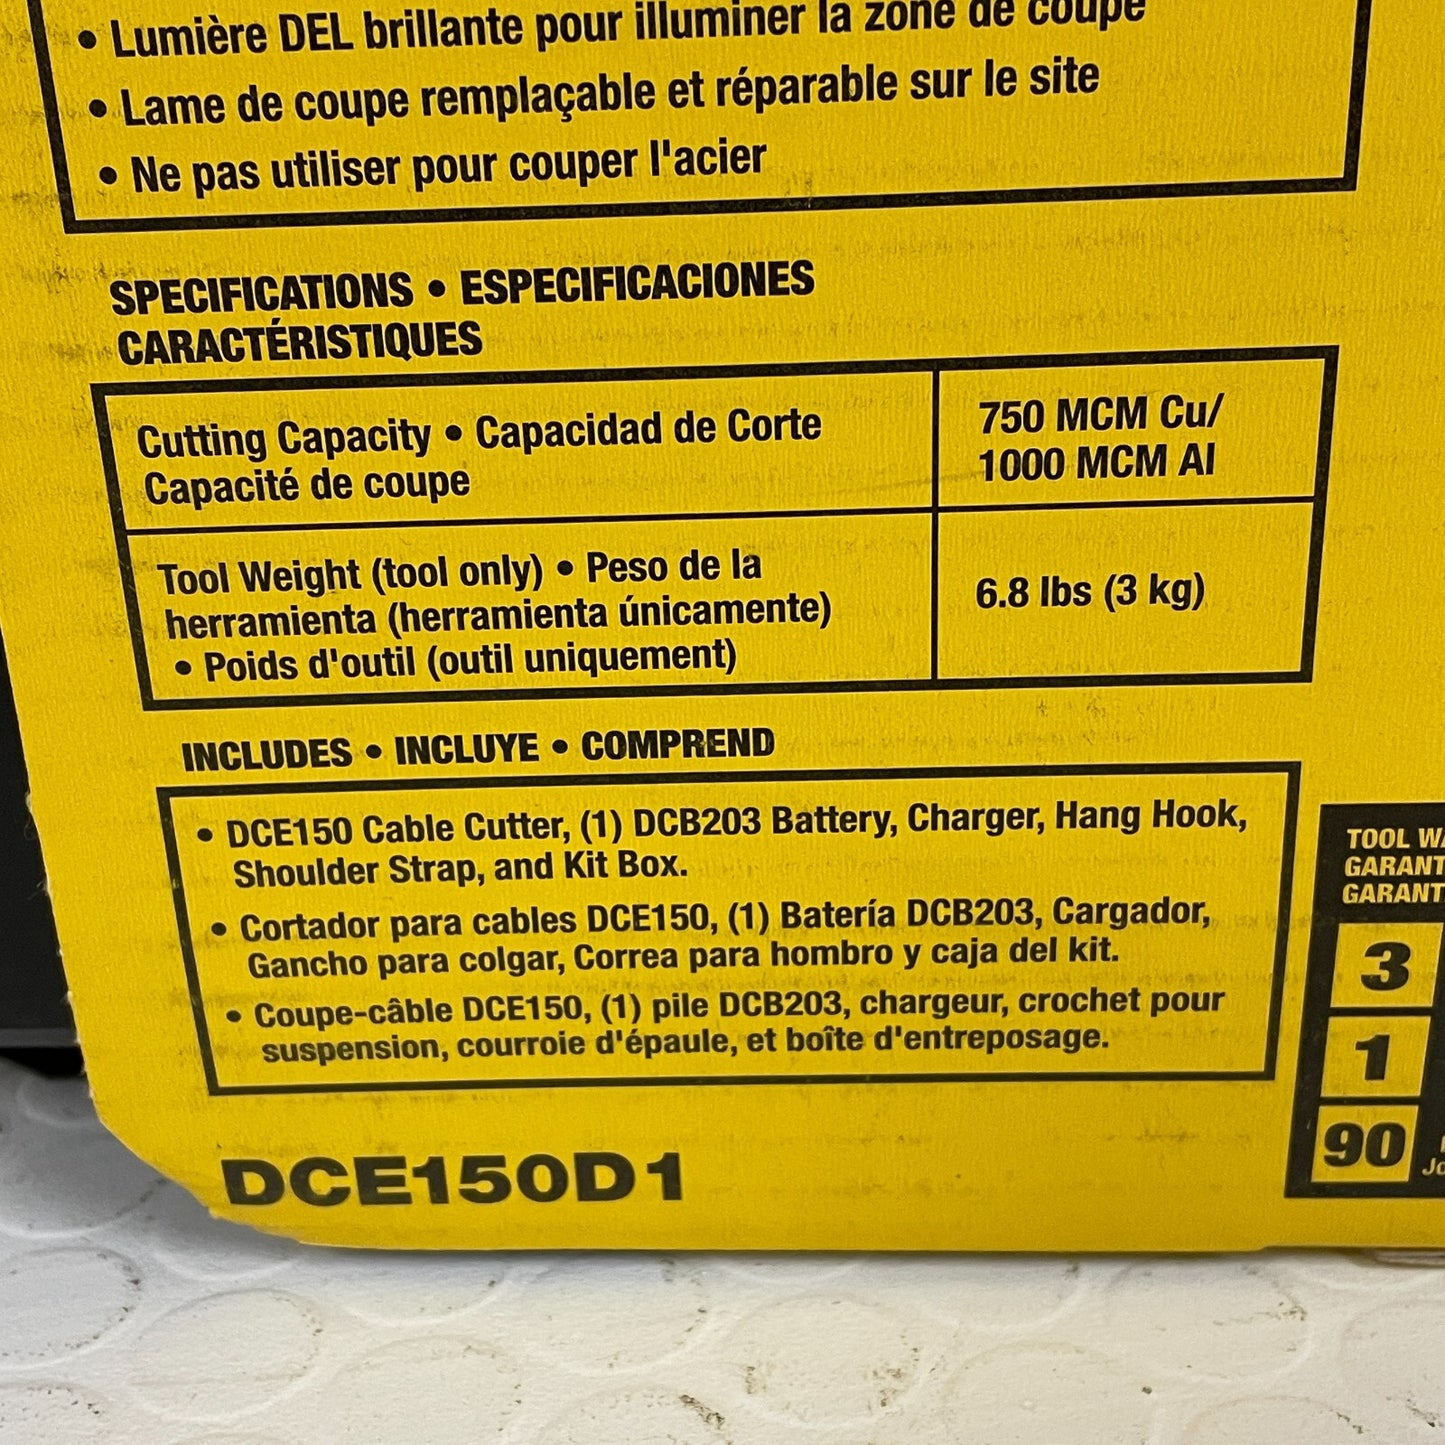 • Lumière DEL brillante pour illuminer la zone de coupe
• Lame de coupe remplaçable et réparable sur le site
• Ne pas utiliser pour couper l'acier
SPECIFICATIONS • ESPECIFICACIONES
CARACTÉRISTIQUES
Cutting Capacity • Capacidad de Corte
Capacité de coupe
750 MCM Cu/
1000 MCM Al
Tool Weight (tool only) • Peso de la
herramienta (herramienta únicamente)
• Poids d'outil (outil uniquement)
6.8 lbs (3 kg)
INCLUDES • INCLUYE • COMPREND
• DCE150 Cable Cutter, (1) DCB203 Battery, Charger, Hang Hook,
Shoulder Strap, and Kit Box.
• Cortador para cables DCE150, (1) Batería DCB203, Cargador,
Gancho para colgar, Correa para hombro y caja del kit.
• Coupe-câble DCE150, (1) pile DCB203, chargeur, crochet pour
suspension, courroie d'épaule, et boîte d'entreposage.
TOOL
GARANT
GARANT
3
1
90
DCE150D1